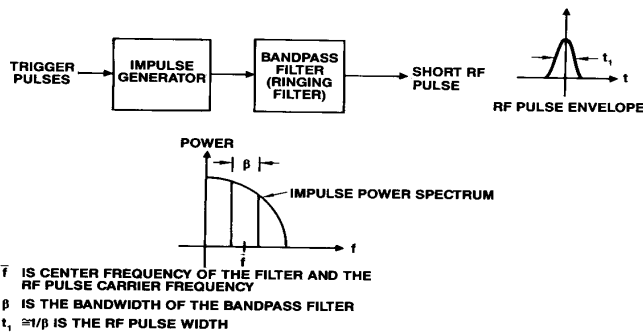 TRIGGER
PULSES
IMPULSE
GENERATOR
BANDPASS
FILTER
(RINGING
FILTER)
SHORT RF
PULSE
t₁
t
RF PULSE ENVELOPE
POWER
β
IMPULSE POWER SPECTRUM
f
f̄
f̄ IS CENTER FREQUENCY OF THE FILTER AND THE
RF PULSE CARRIER FREQUENCY
β IS THE BANDWIDTH OF THE BANDPASS FILTER
t₁ ≅1/β IS THE RF PULSE WIDTH